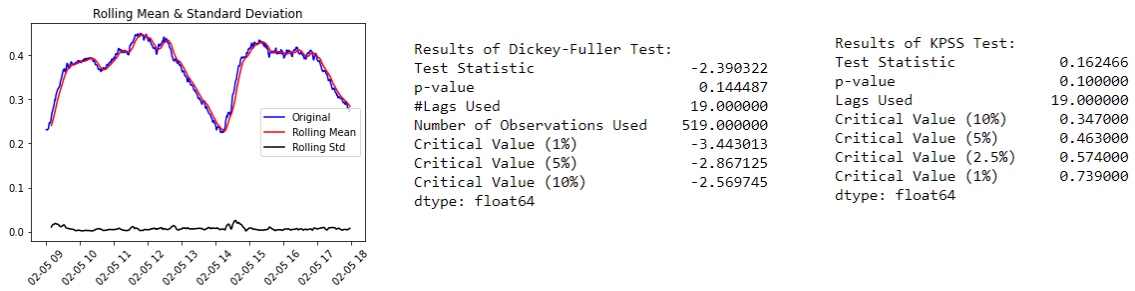 Rolling Mean & Standard Deviation
0.4
0.3
0.2
0.1
0.0
Original
Rolling Mean
Rolling Std
02-05 09
02-05 10
02-05 11
02-05 12
02-05 13
02-05 14
02-05 15
02-05 16
02-05 17
02-05 18
Results of Dickey-Fuller Test:
Test Statistic -2.390322
p-value 0.144487
#Lags Used 19.000000
Number of Observations Used 519.000000
Critical Value (1%) -3.443013
Critical Value (5%) -2.867125
Critical Value (10%) -2.569745
dtype: float64
Results of KPSS Test:
Test Statistic 0.162466
p-value 0.100000
Lags Used 19.000000
Critical Value (10%) 0.347000
Critical Value (5%) 0.463000
Critical Value (2.5%) 0.574000
Critical Value (1%) 0.739000
dtype: float64